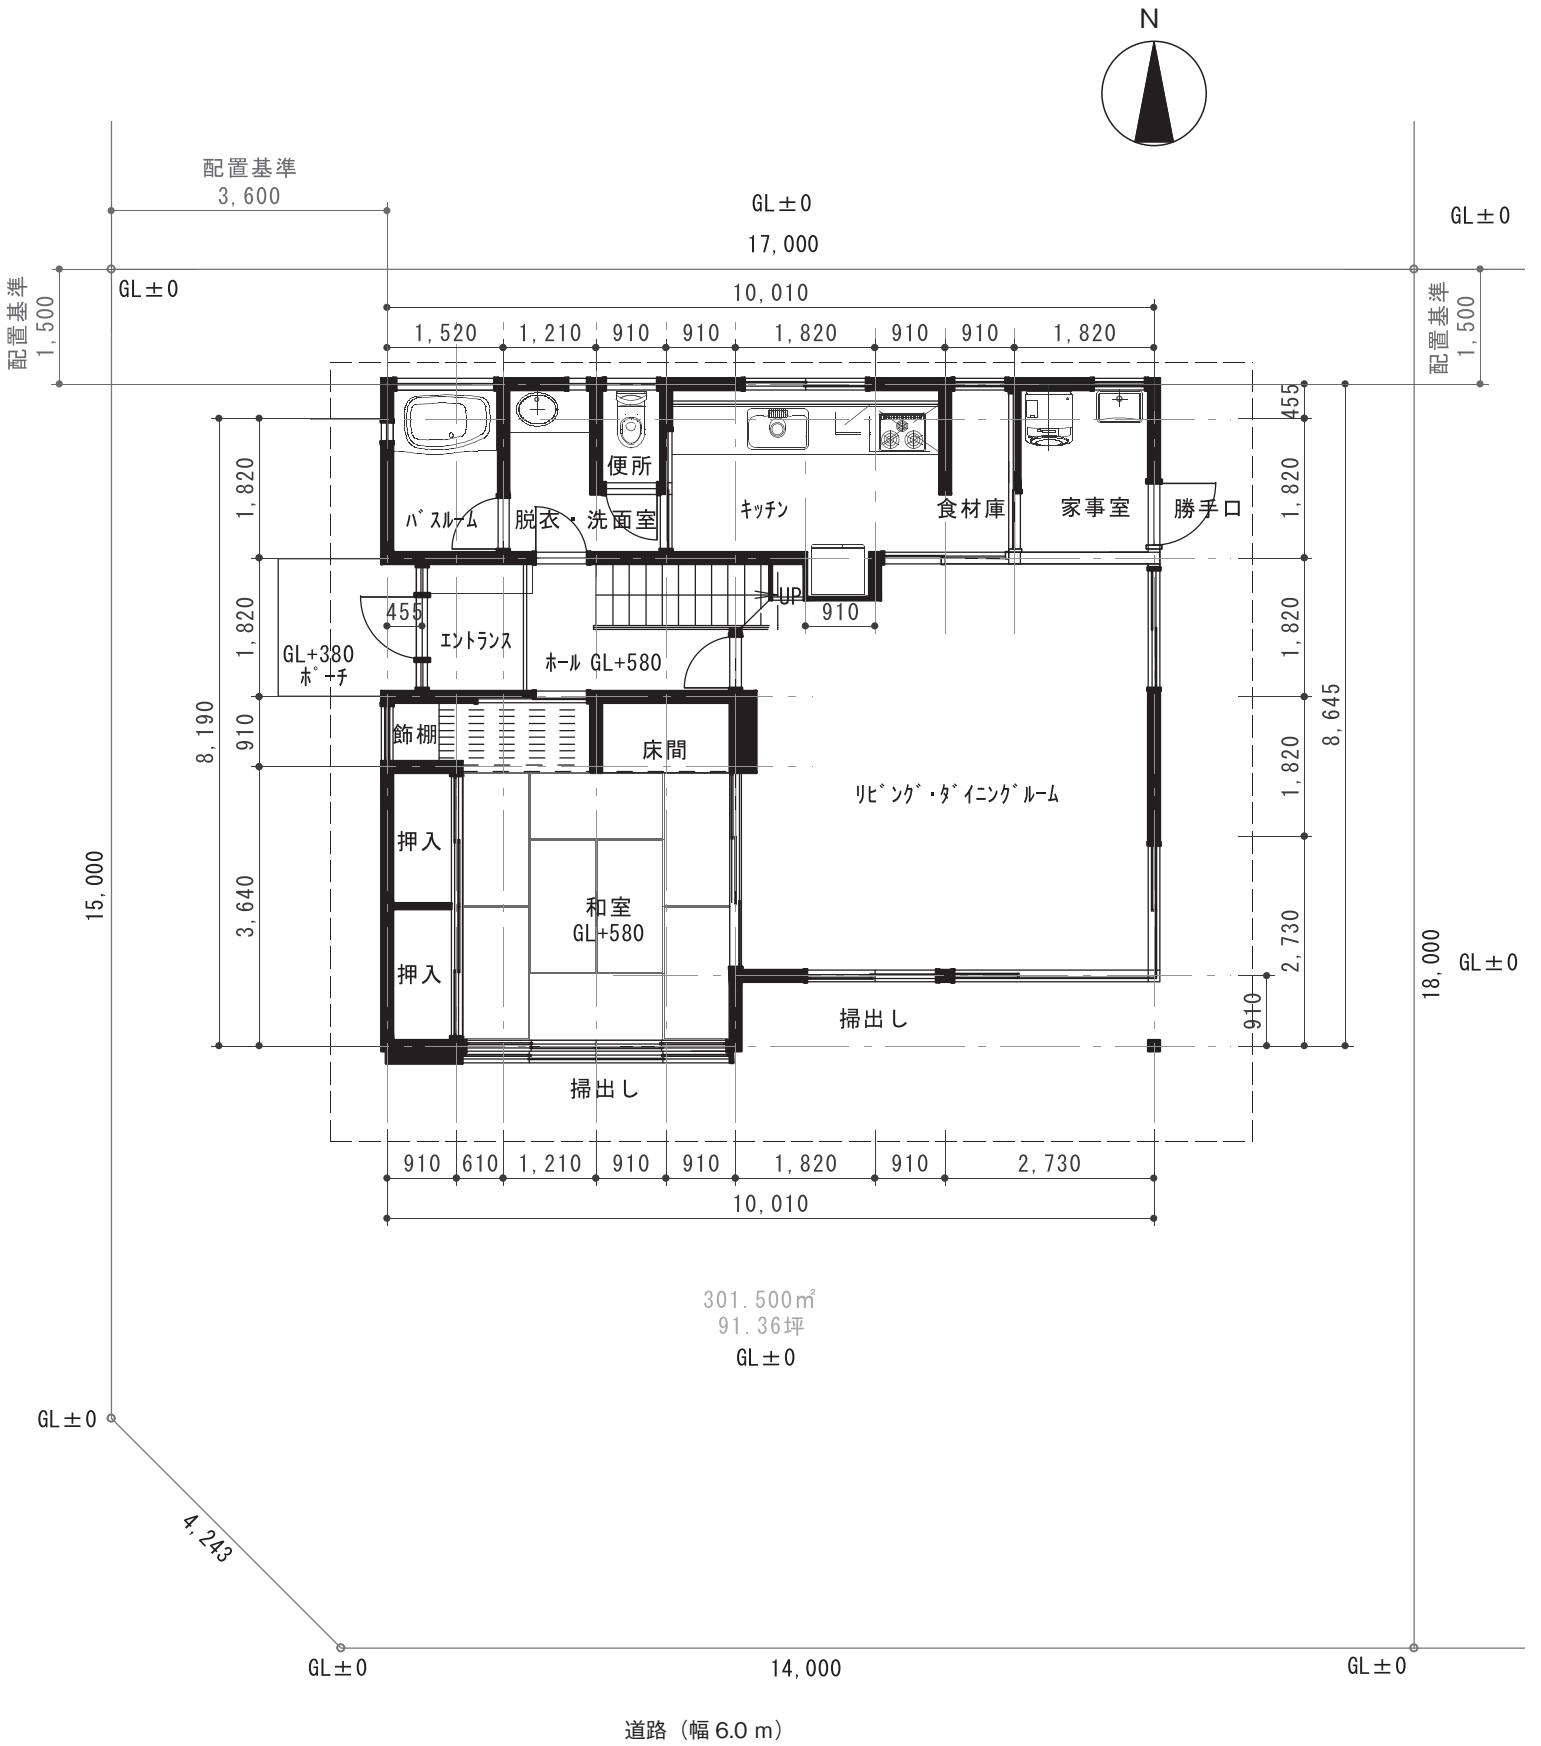 N
配置基準
3,600
GL±0
GL±0
17,000
GL±0
配置基準
1,500
配置基準
1,500
10,010
1,520
1,210
910
910
1,820
910
910
1,820
455
便所
1,820
1,820
バスルーム
脱衣・洗面室
キッチン
食材庫
家事室
勝手口
UP
455
910
1,820
1,820
エントランス
GL+380
ポーチ
ホール GL+580
8,190
910
飾棚
床間
8,645
1,820
リビング・ダイニングルーム
押入
15,000
3,640
和室
GL+580
2,730
18,000
GL±0
押入
910
掃出し
掃出し
910
610
1,210
910
910
1,820
910
2,730
10,010
301.500㎡
91.36坪
GL±0
GL±0
4,243
GL±0
14,000
GL±0
道路（幅 6.0 m）